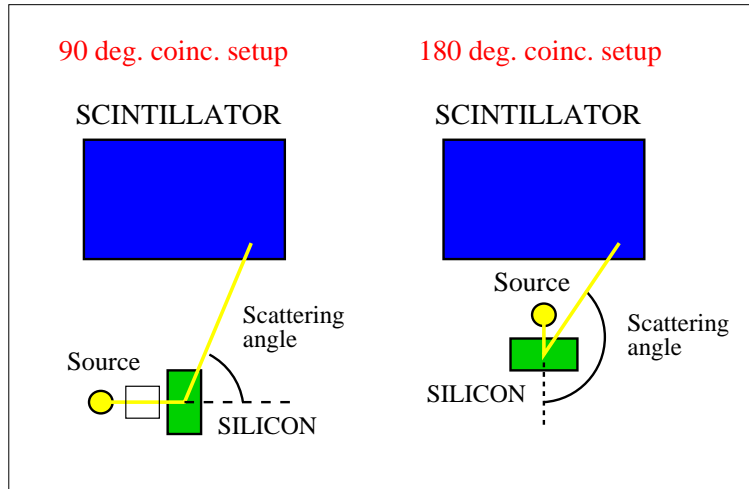 90 deg. coinc. setup
SCINTILLATOR
Scattering
angle
Source
SILICON
180 deg. coinc. setup
SCINTILLATOR
Source
Scattering
angle
SILICON